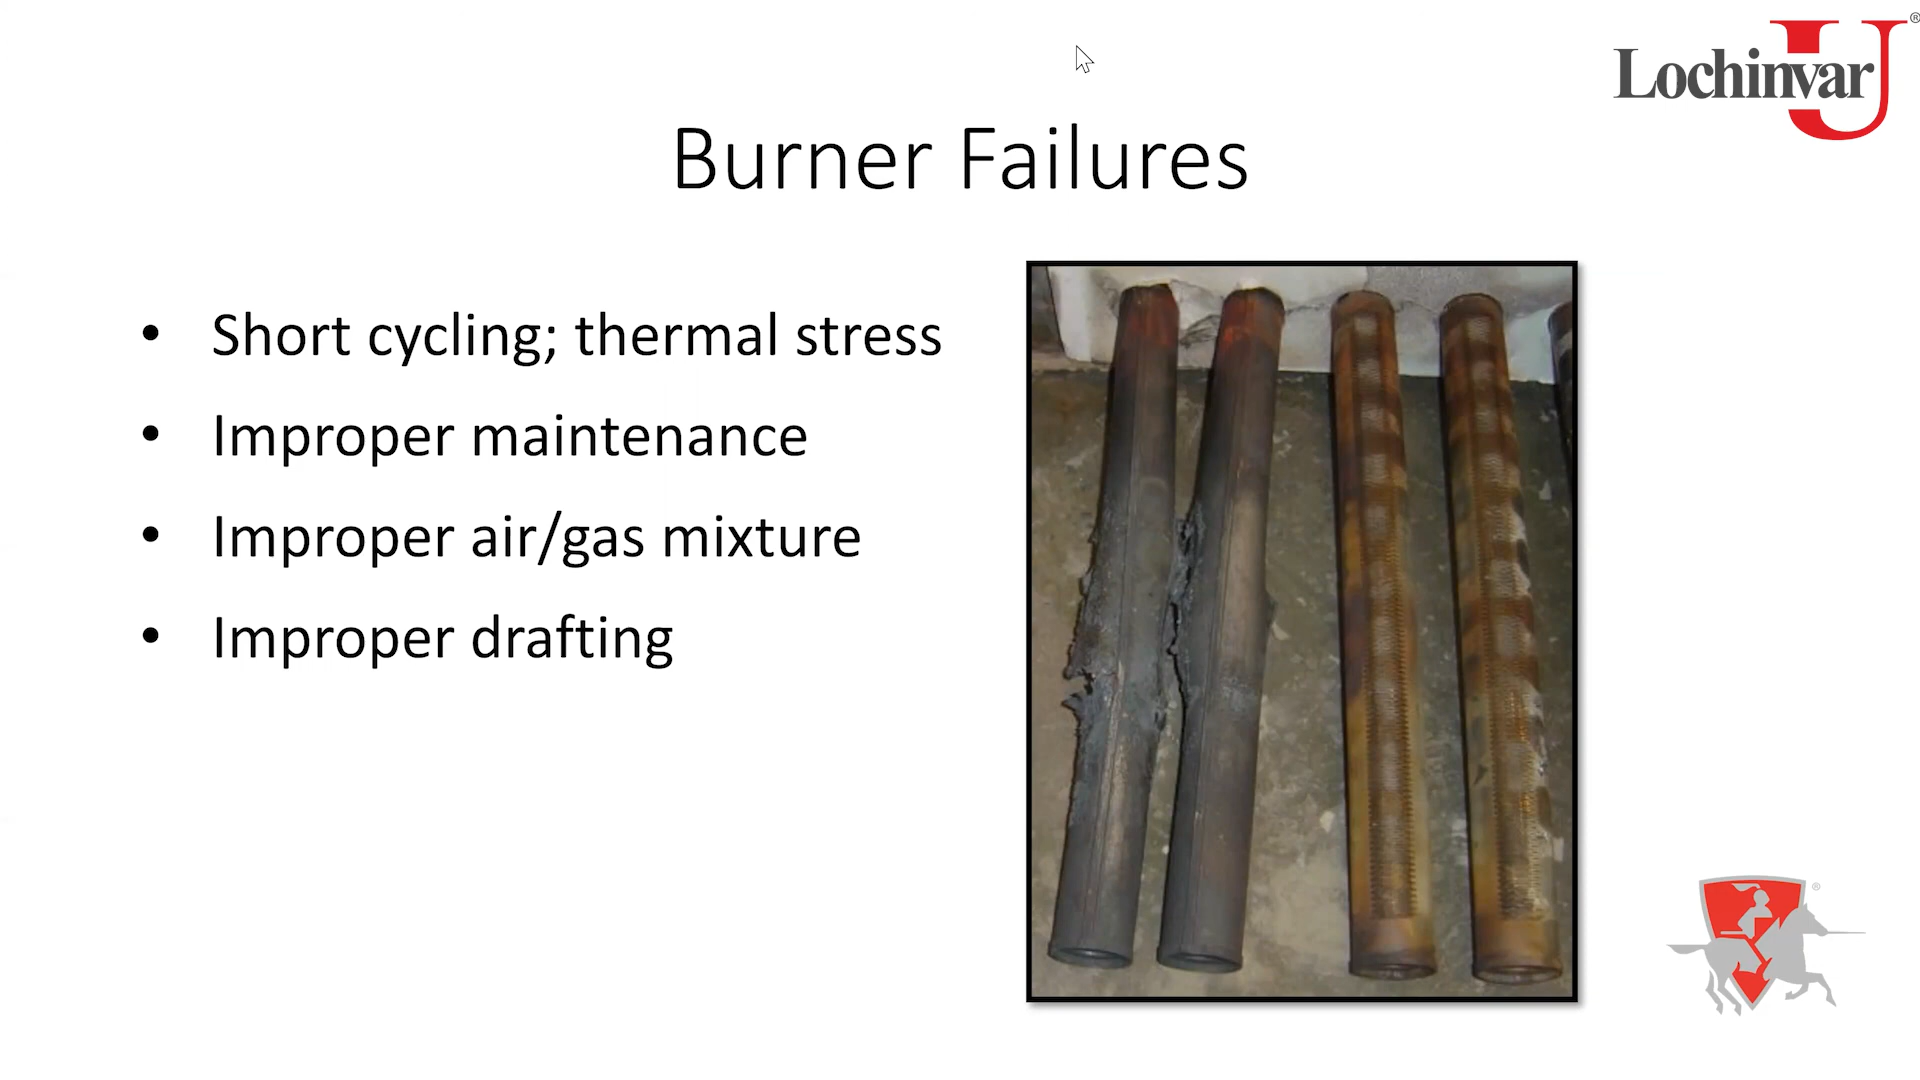 Lochinvar U®
Burner Failures
• Short cycling; thermal stress
• Improper maintenance
• Improper air/gas mixture
• Improper drafting
®